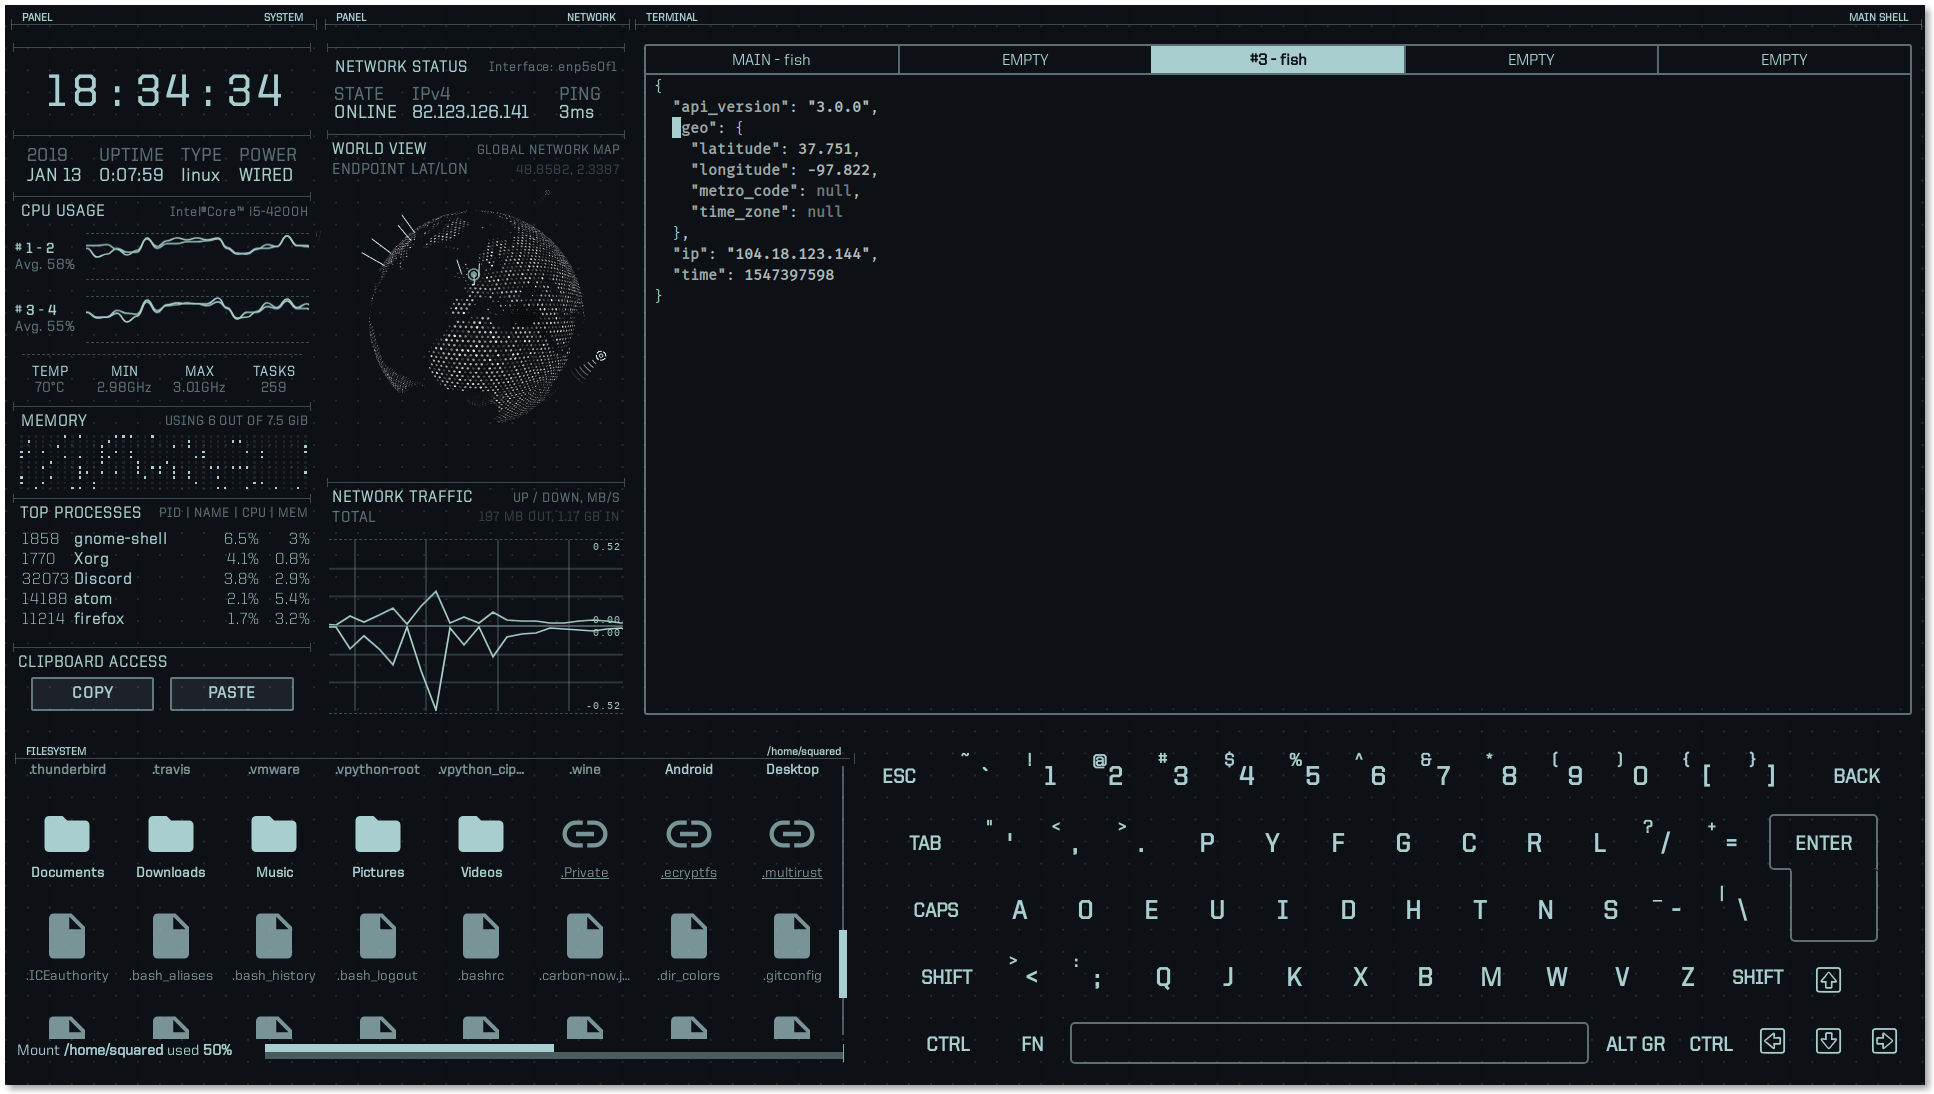 PANEL SYSTEM
18:34:34
2019 UPTIME TYPE POWER
JAN 13 0:07:59 linux WIRED
CPU USAGE Intel®Core™ i5-4200H
#1-2
Avg. 58%
#3-4
Avg. 55%
TEMP MIN MAX TASKS
70°C 2.98GHz 3.01GHz 259
MEMORY USING 6 OUT OF 7.5 GIB
TOP PROCESSES PID | NAME | CPU | MEM
1858 gnome-shell 6.5% 3%
1770 Xorg 4.1% 0.8%
32073 Discord 3.8% 2.9%
14188 atom 2.1% 5.4%
11214 firefox 1.7% 3.2%
CLIPBOARD ACCESS
COPY PASTE
PANEL NETWORK
NETWORK STATUS Interface: enp5s0f1
STATE IPv4 PING
ONLINE 82.123.126.141 3ms
WORLD VIEW GLOBAL NETWORK MAP
ENDPOINT LAT/LON 48.8582, 2.3387
NETWORK TRAFFIC UP / DOWN, MB/S
TOTAL 197 MB OUT, 1.17 GB IN
0.52
0.00
0.00
-0.52
TERMINAL MAIN SHELL
MAIN - fish EMPTY #3 - fish EMPTY EMPTY
{
"api_version": "3.0.0",
geo": {
"latitude": 37.751,
"longitude": -97.822,
"metro_code": null,
"time_zone": null
},
"ip": "104.18.123.144",
"time": 1547397598
}
FILESYSTEM /home/squared
.thunderbird .travis .vmware .vpython-root .vpython_cip... .wine Android Desktop
Documents Downloads Music Pictures Videos .Private .ecryptfs .multirust
.ICEauthority .bash_aliases .bash_history .bash_logout .bashrc .carbon-now.j... .dir_colors .gitconfig
Mount /home/squared used 50%
ESC ~ ` ! 1 @ 2 # 3 $ 4 % 5 ^ 6 & 7 * 8 ( 9 ) 0 { [ } ] BACK
TAB " ' < , > . P Y F G C R L ? / + = ENTER
CAPS A O E U I D H T N S _ - | \
SHIFT > < : ; Q J K X B M W V Z SHIFT
CTRL FN ALT GR CTRL